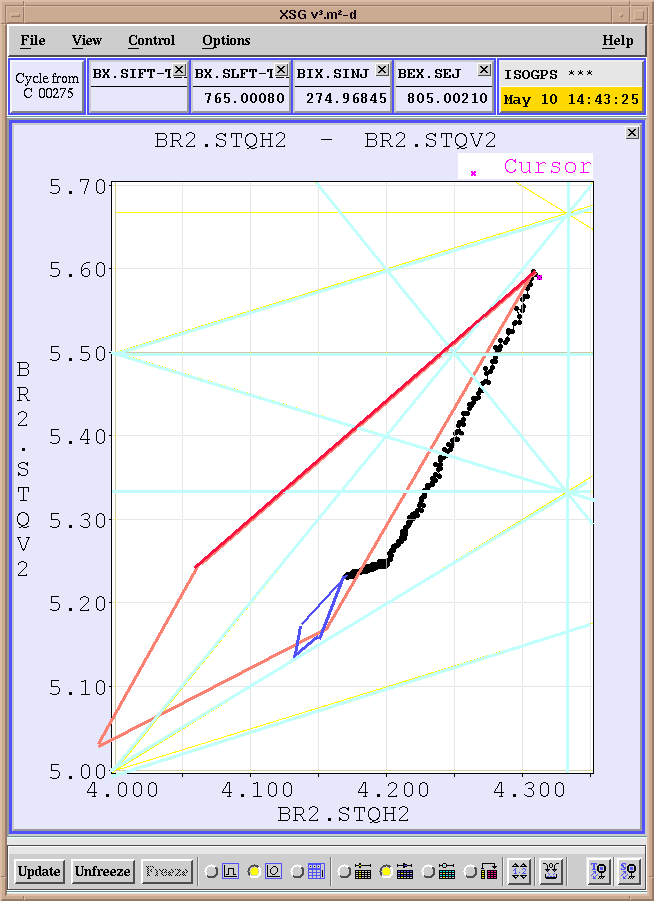 XSG v³.m²-d
File View Control Options Help
Cycle from
C 00275
BX.SIFT-T
BX.SLFT-T
765.00080
BIX.SINJ
274.96845
BEX.SEJ
805.00210
ISOGPS ***
May 10 14:43:25
BR2.STQH2 - BR2.STQV2
Cursor
5.70
5.60
5.50
5.40
5.30
5.20
5.10
5.00
BR2.STQV2
4.000 4.100 4.200 4.300
BR2.STQH2
Update Unfreeze Freeze